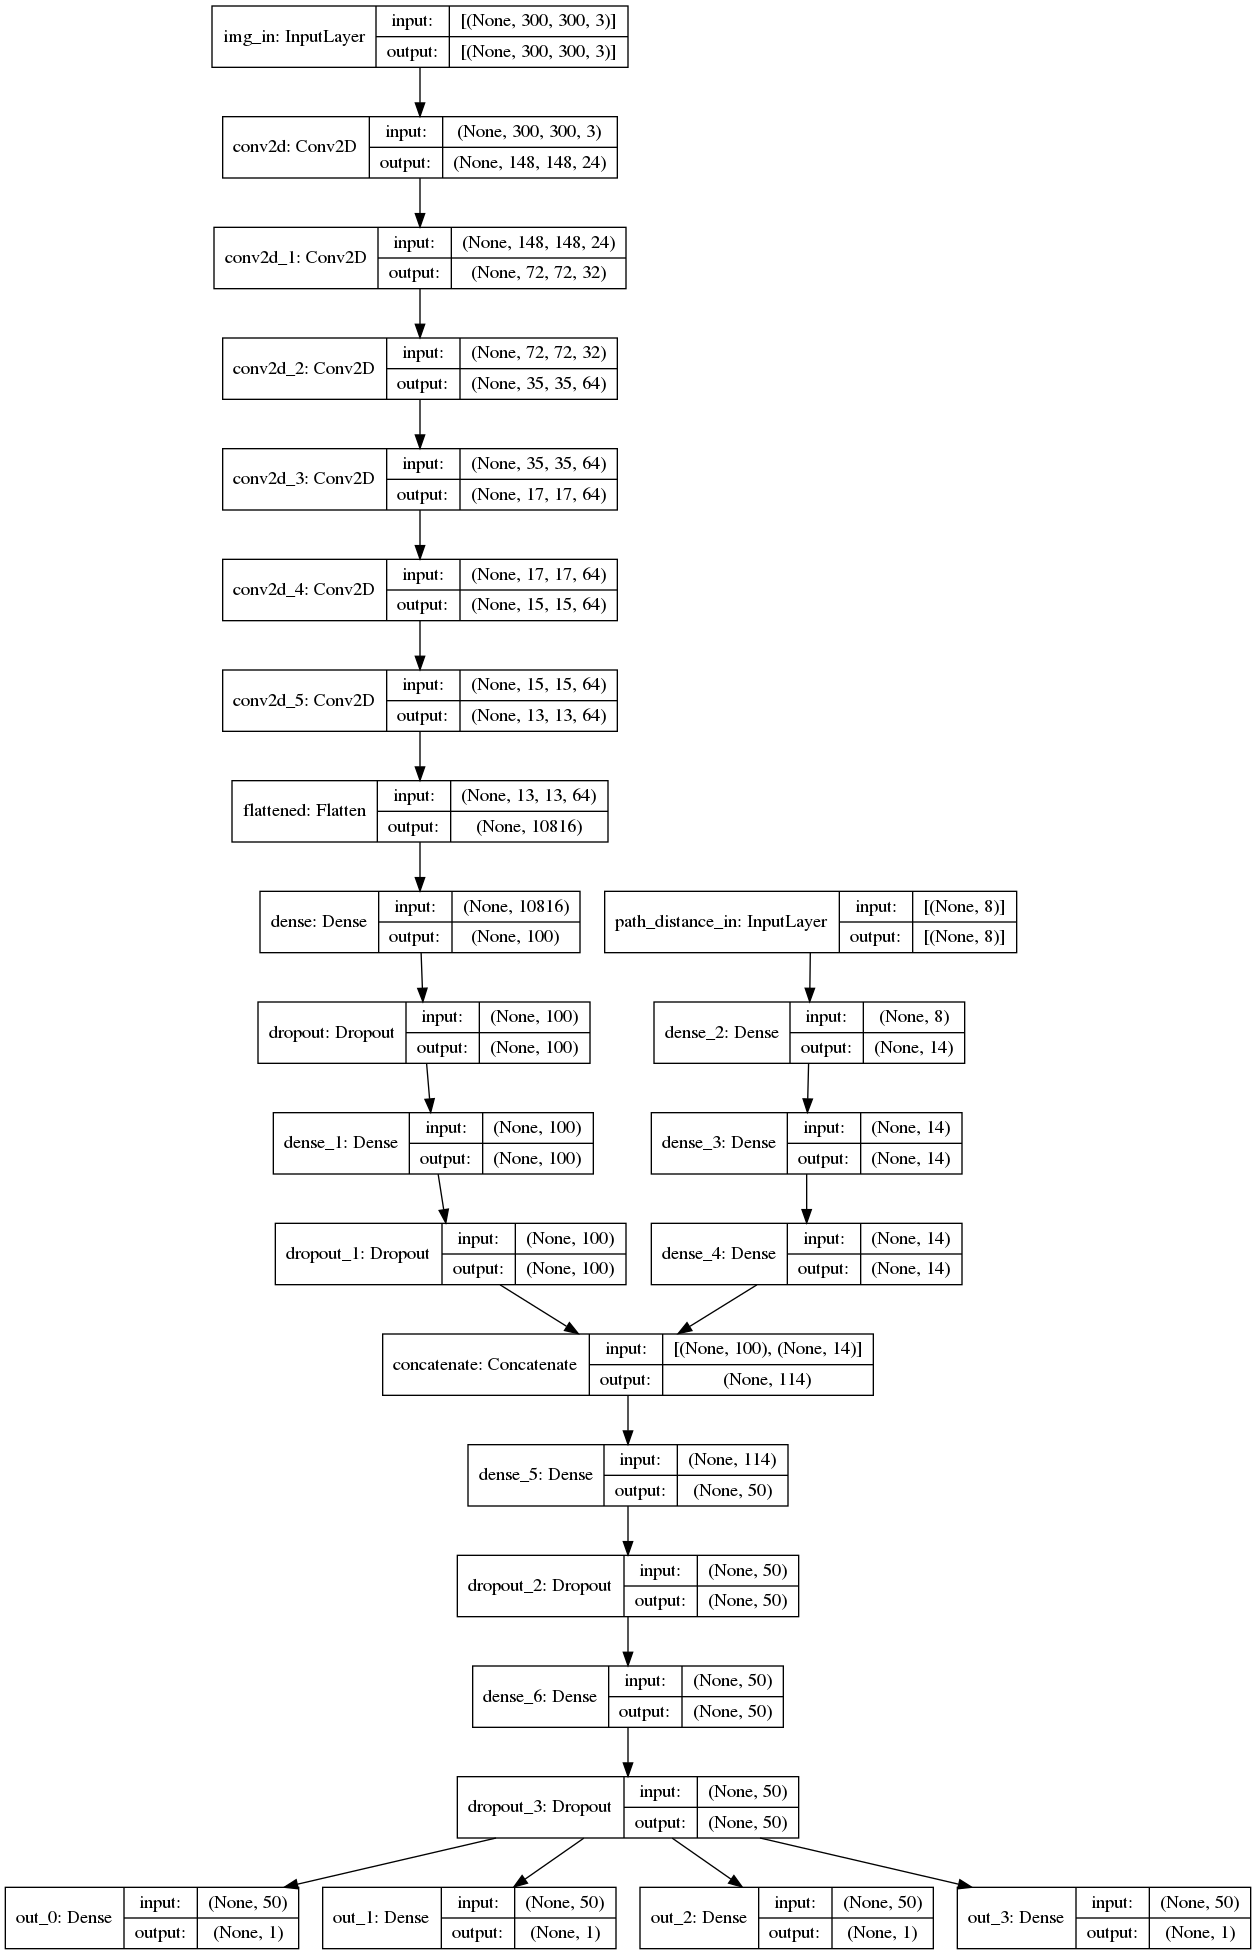 img_in: InputLayer
input:
[(None, 300, 300, 3)]
output:
[(None, 300, 300, 3)]
conv2d: Conv2D
input:
(None, 300, 300, 3)
output:
(None, 148, 148, 24)
conv2d_1: Conv2D
input:
(None, 148, 148, 24)
output:
(None, 72, 72, 32)
conv2d_2: Conv2D
input:
(None, 72, 72, 32)
output:
(None, 35, 35, 64)
conv2d_3: Conv2D
input:
(None, 35, 35, 64)
output:
(None, 17, 17, 64)
conv2d_4: Conv2D
input:
(None, 17, 17, 64)
output:
(None, 15, 15, 64)
conv2d_5: Conv2D
input:
(None, 15, 15, 64)
output:
(None, 13, 13, 64)
flattened: Flatten
input:
(None, 13, 13, 64)
output:
(None, 10816)
dense: Dense
input:
(None, 10816)
output:
(None, 100)
path_distance_in: InputLayer
input:
[(None, 8)]
output:
[(None, 8)]
dropout: Dropout
input:
(None, 100)
output:
(None, 100)
dense_2: Dense
input:
(None, 8)
output:
(None, 14)
dense_1: Dense
input:
(None, 100)
output:
(None, 100)
dense_3: Dense
input:
(None, 14)
output:
(None, 14)
dropout_1: Dropout
input:
(None, 100)
output:
(None, 100)
dense_4: Dense
input:
(None, 14)
output:
(None, 14)
concatenate: Concatenate
input:
[(None, 100), (None, 14)]
output:
(None, 114)
dense_5: Dense
input:
(None, 114)
output:
(None, 50)
dropout_2: Dropout
input:
(None, 50)
output:
(None, 50)
dense_6: Dense
input:
(None, 50)
output:
(None, 50)
dropout_3: Dropout
input:
(None, 50)
output:
(None, 50)
out_0: Dense
input:
(None, 50)
output:
(None, 1)
out_1: Dense
input:
(None, 50)
output:
(None, 1)
out_2: Dense
input:
(None, 50)
output:
(None, 1)
out_3: Dense
input:
(None, 50)
output:
(None, 1)